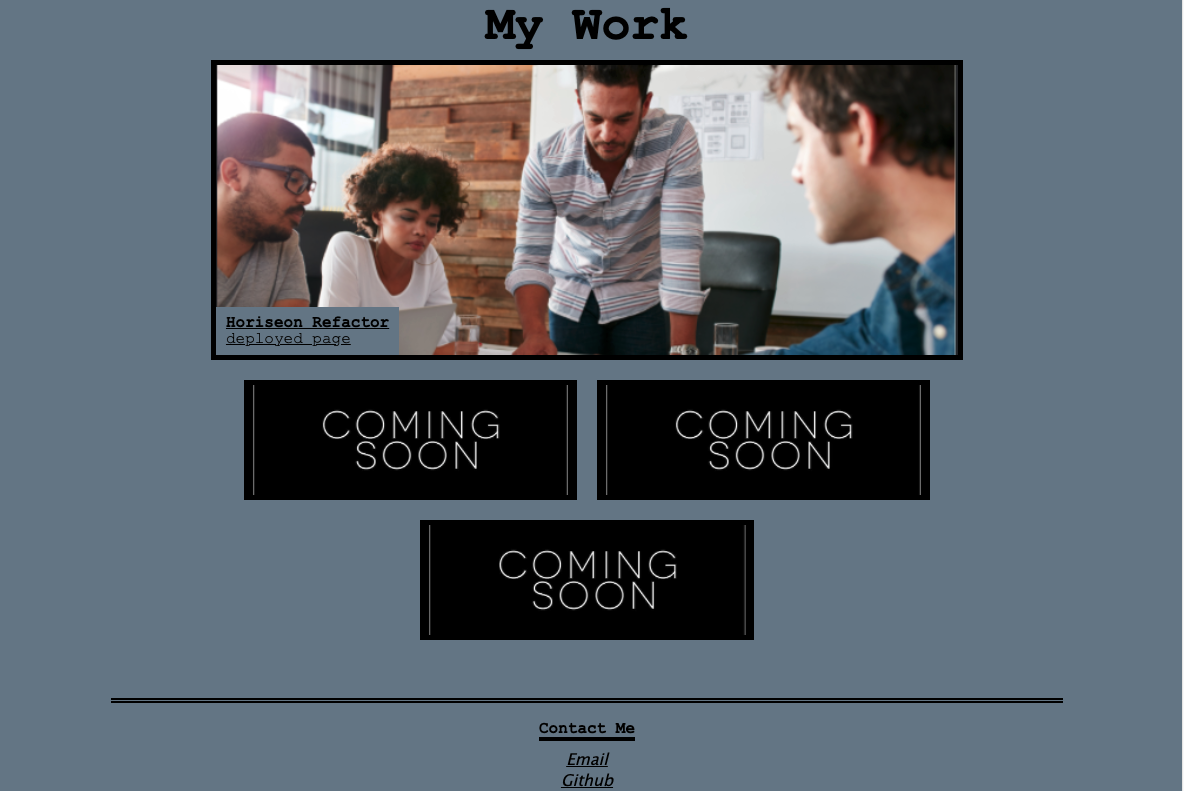 My Work
Horiseon Refactor
deployed page
COMING
SOON
COMING
SOON
COMING
SOON
Contact Me
Email
Github